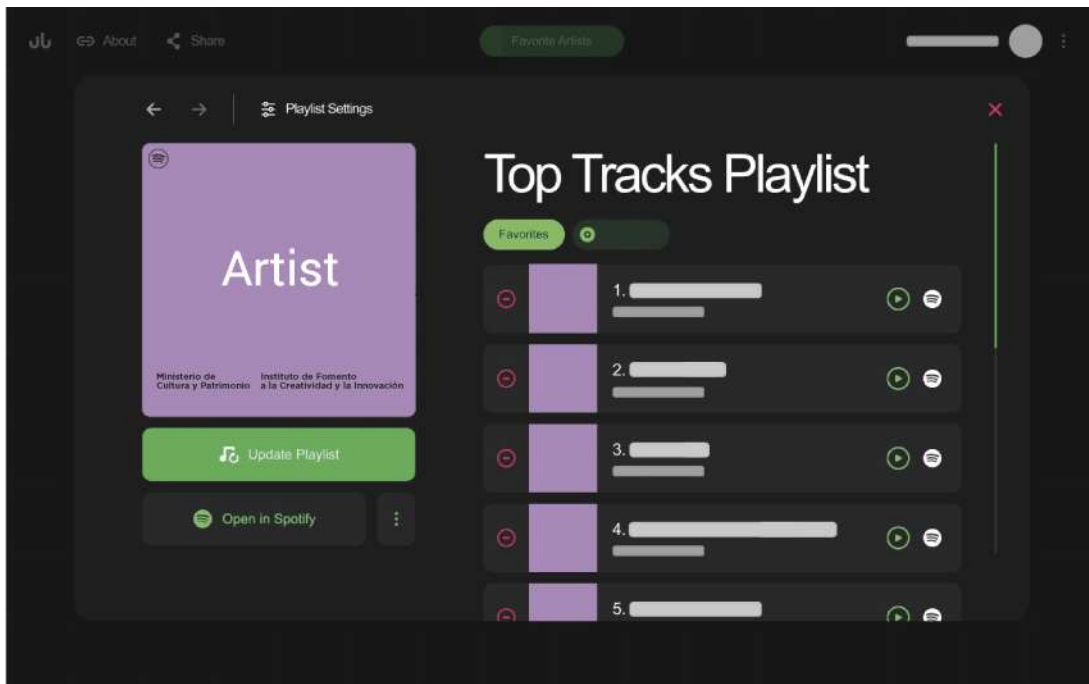 About
Share
Favorite Artists
Playlist Settings
Top Tracks Playlist
Favorites
Artist
Ministerio de
Cultura y Patrimonio
Instituto de Fomento
a la Creatividad y la Innovación
Update Playlist
Open in Spotify
1.
2.
3.
4.
5.